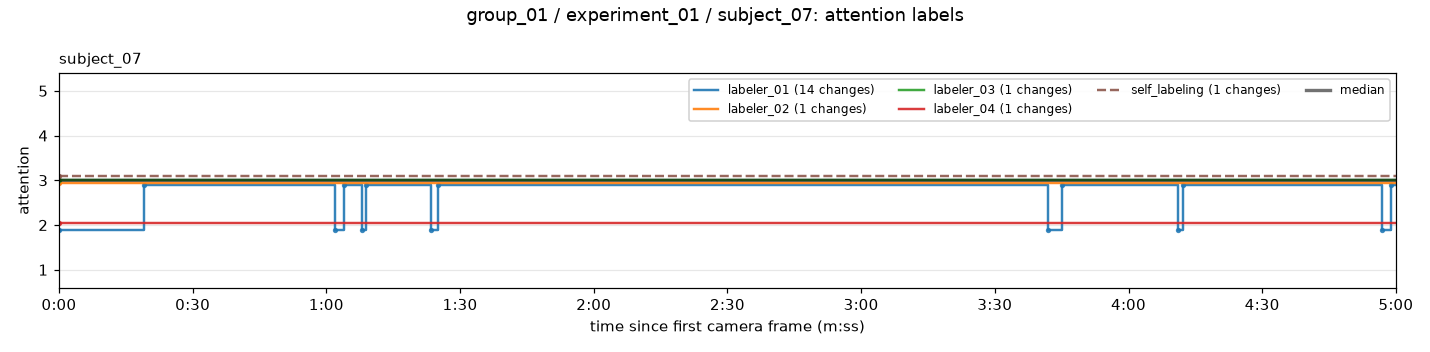 group_01 / experiment_01 / subject_07: attention labels
subject_07
labeler_01 (14 changes) labeler_03 (1 changes) self_labeling (1 changes) median
labeler_02 (1 changes) labeler_04 (1 changes)
attention
5
4
3
2
1
0:00 0:30 1:00 1:30 2:00 2:30 3:00 3:30 4:00 4:30 5:00
time since first camera frame (m:ss)